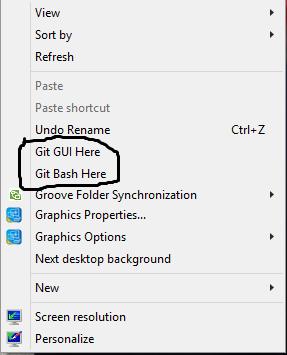 View
Sort by
Refresh
Paste
Paste shortcut
Undo Rename Ctrl+Z
Git GUI Here
Git Bash Here
Groove Folder Synchronization
Graphics Properties...
Graphics Options
Next desktop background
New
Screen resolution
Personalize